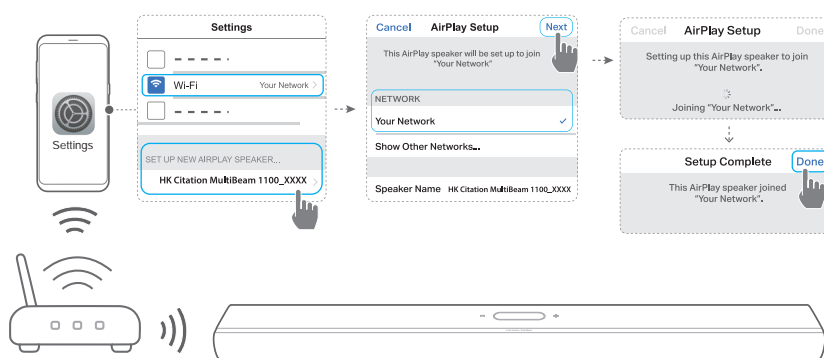 Settings
Settings
Wi-Fi
Your Network
SET UP NEW AIRPLAY SPEAKER...
HK Citation MultiBeam 1100_XXXX
Cancel AirPlay Setup Next
This AirPlay speaker will be set up to join
"Your Network"
NETWORK
Your Network
Show Other Networks...
Speaker Name HK Citation MultiBeam 1100_XXXX
Cancel AirPlay Setup Done
Setting up this AirPlay speaker to join
"Your Network".
Joining "Your Network"...
Setup Complete Done
This AirPlay speaker joined
"Your Network".